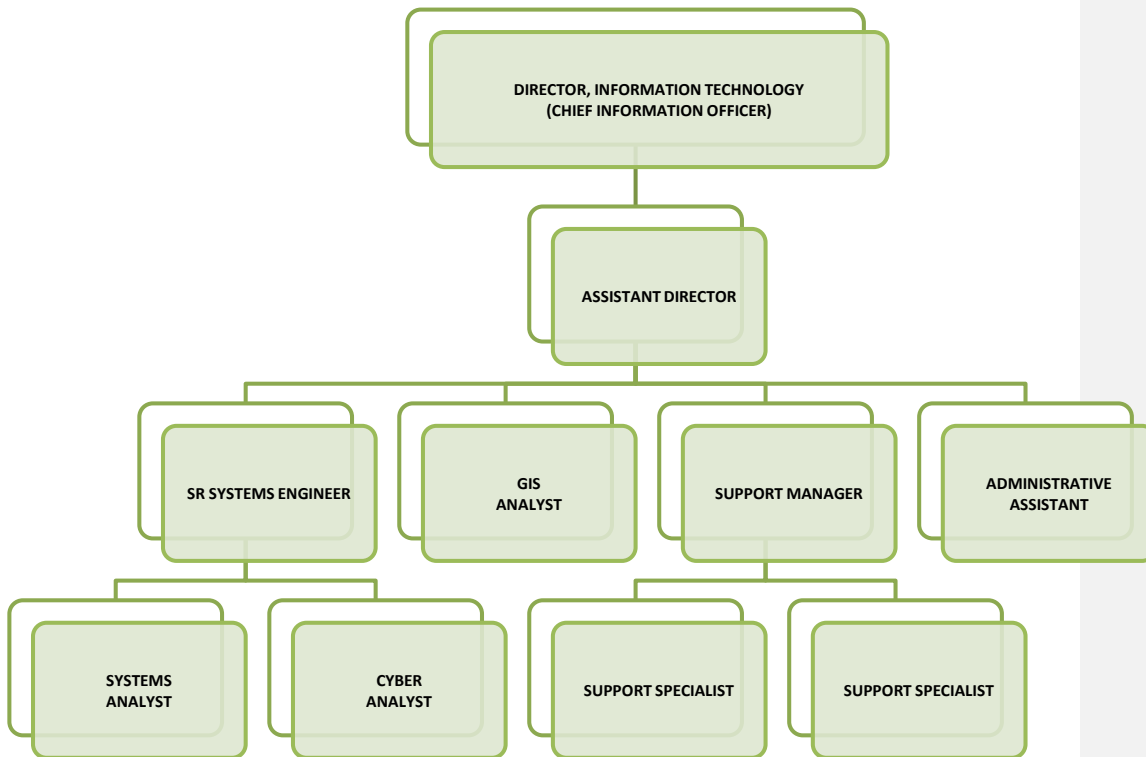 DIRECTOR, INFORMATION TECHNOLOGY
(CHIEF INFORMATION OFFICER)
ASSISTANT DIRECTOR
SR SYSTEMS ENGINEER
GIS
ANALYST
SUPPORT MANAGER
ADMINISTRATIVE
ASSISTANT
SYSTEMS
ANALYST
CYBER
ANALYST
SUPPORT SPECIALIST
SUPPORT SPECIALIST